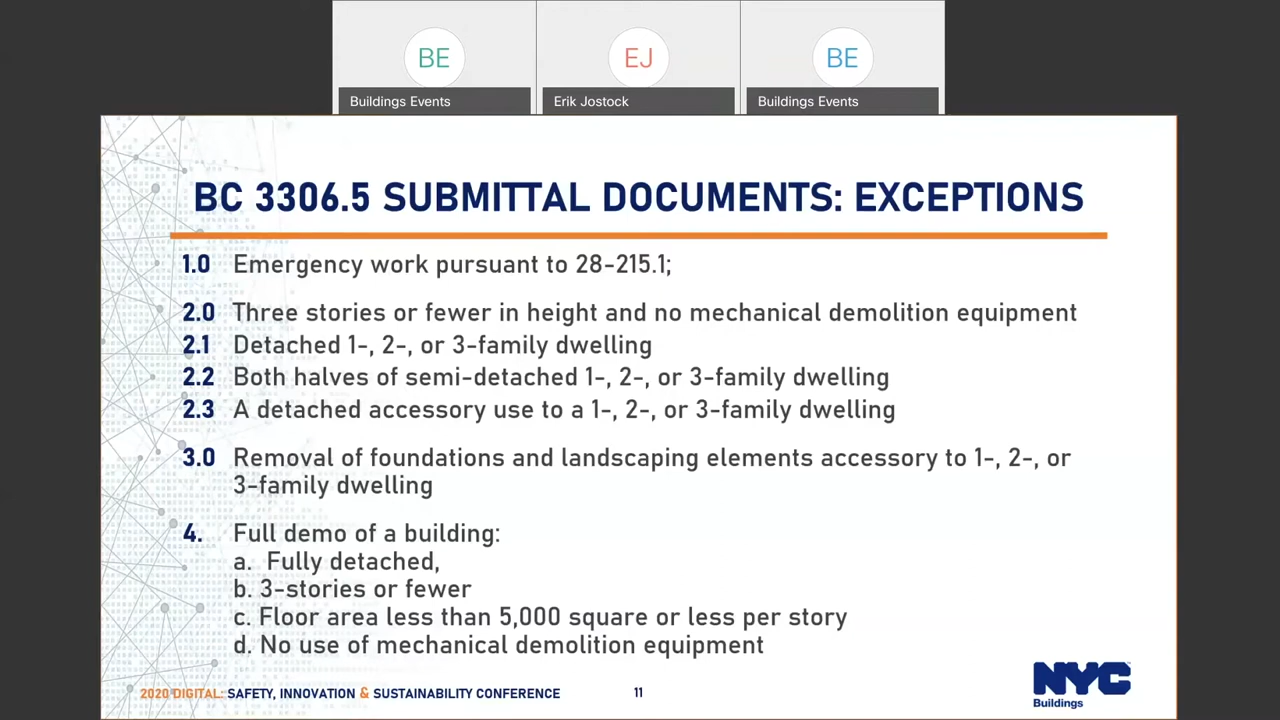 BE
EJ
BE
Buildings Events
Erik Jostock
Buildings Events
BC 3306.5 SUBMITTAL DOCUMENTS: EXCEPTIONS
1.0 Emergency work pursuant to 28-215.1;
2.0 Three stories or fewer in height and no mechanical demolition equipment
2.1 Detached 1-, 2-, or 3-family dwelling
2.2 Both halves of semi-detached 1-, 2-, or 3-family dwelling
2.3 A detached accessory use to a 1-, 2-, or 3-family dwelling
3.0 Removal of foundations and landscaping elements accessory to 1-, 2-, or
3-family dwelling
4. Full demo of a building:
a. Fully detached,
b. 3-stories or fewer
c. Floor area less than 5,000 square or less per story
d. No use of mechanical demolition equipment
2020 DIGITAL: SAFETY, INNOVATION & SUSTAINABILITY CONFERENCE
11
NYC
Buildings